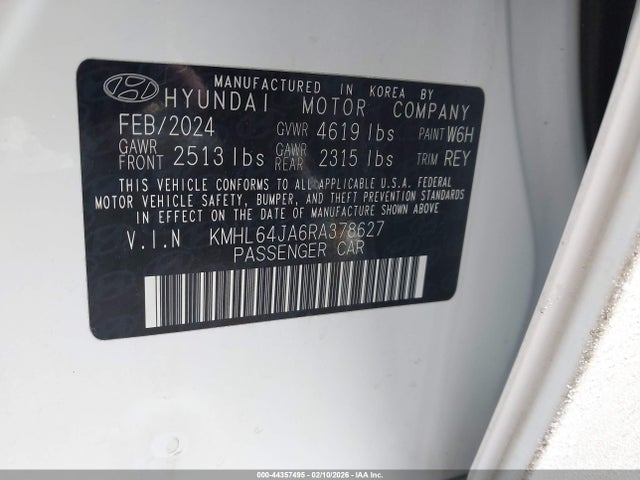 MANUFACTURED IN KOREA BY
HYUNDAI MOTOR COMPANY
FEB/2024 GVWR 4619 lbs PAINT W6H
GAWR FRONT 2513 lbs GAWR REAR 2315 lbs TRIM REY
THIS VEHICLE CONFORMS TO ALL APPLICABLE U.S.A. FEDERAL
MOTOR VEHICLE SAFETY, BUMPER, AND THEFT PREVENTION STANDARDS
IN EFFECT ON THE DATE OF MANUFACTURE SHOWN ABOVE
V.I.N KMHL64JA6RA378627
PASSENGER CAR
000-44357495 - 02/10/2026 - COPART, INC.